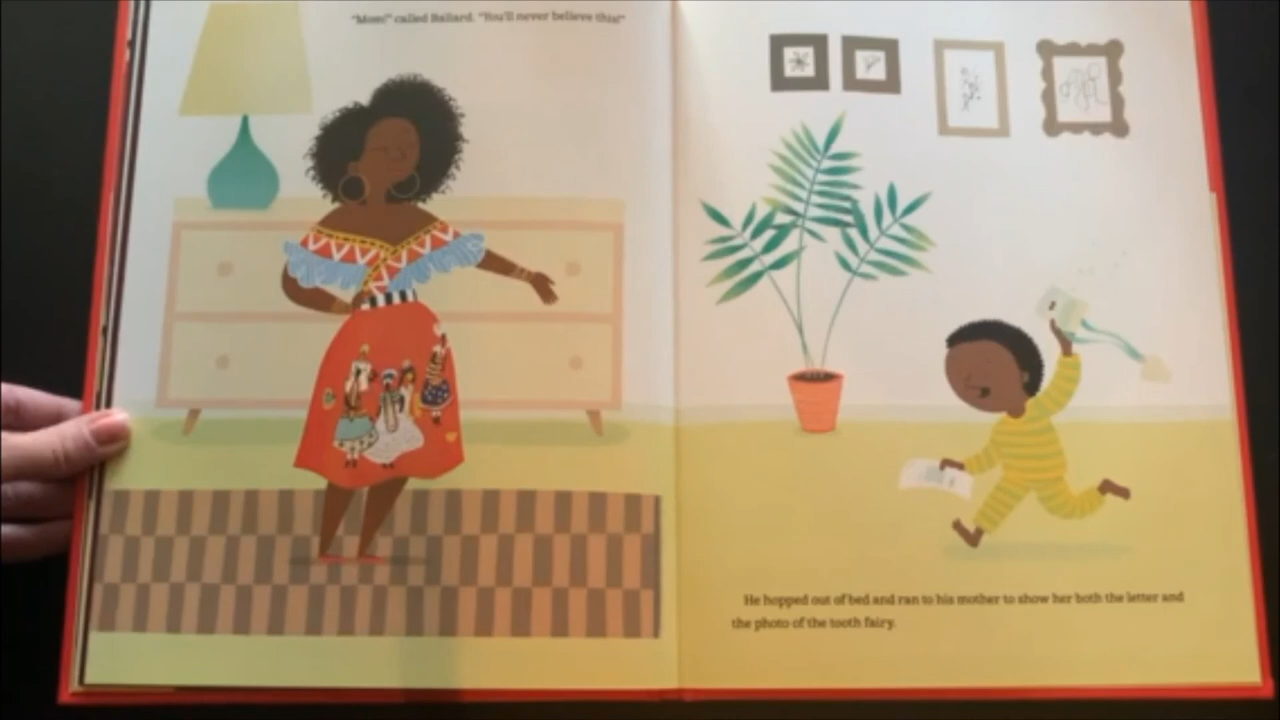 "Mom!" called Ballard. "You'll never believe this!"
He hopped out of bed and ran to his mother to show her both the letter and
the photo of the tooth fairy.